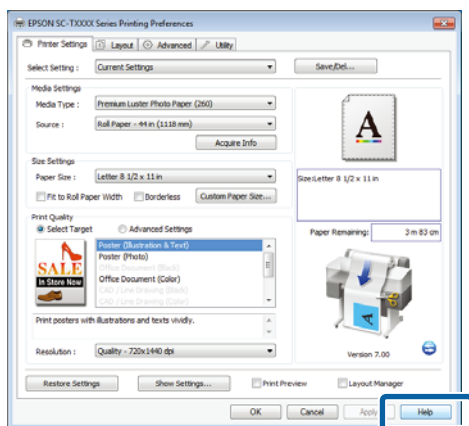 EPSON SC-TXXXX Series Printing Preferences
Printer Settings Layout Advanced Utility
Select Setting : Current Settings Save/Del...
Media Settings
Media Type : Premium Luster Photo Paper (260)
Source : Roll Paper - 44 in (1118 mm)
Acquire Info
A
Size Settings
Paper Size : Letter 8 1/2 x 11 in
Size:Letter 8 1/2 x 11 in
Fit to Roll Paper Width Borderless Custom Paper Size...
Print Quality
Select Target Advanced Settings
Paper Remaining: 3 m 83 cm
SALE
In Store Now
Poster (Illustration & Text)
Poster (Photo)
Office Document (Black)
Office Document (Color)
CAD / Line Drawing (Black)
CAD / Line Drawing (Color)
Print posters with illustrations and texts vividly.
A
Resolution : Quality - 720x1440 dpi
Version 7.00
Restore Settings Show Settings... Print Preview Layout Manager
OK Cancel Apply Help